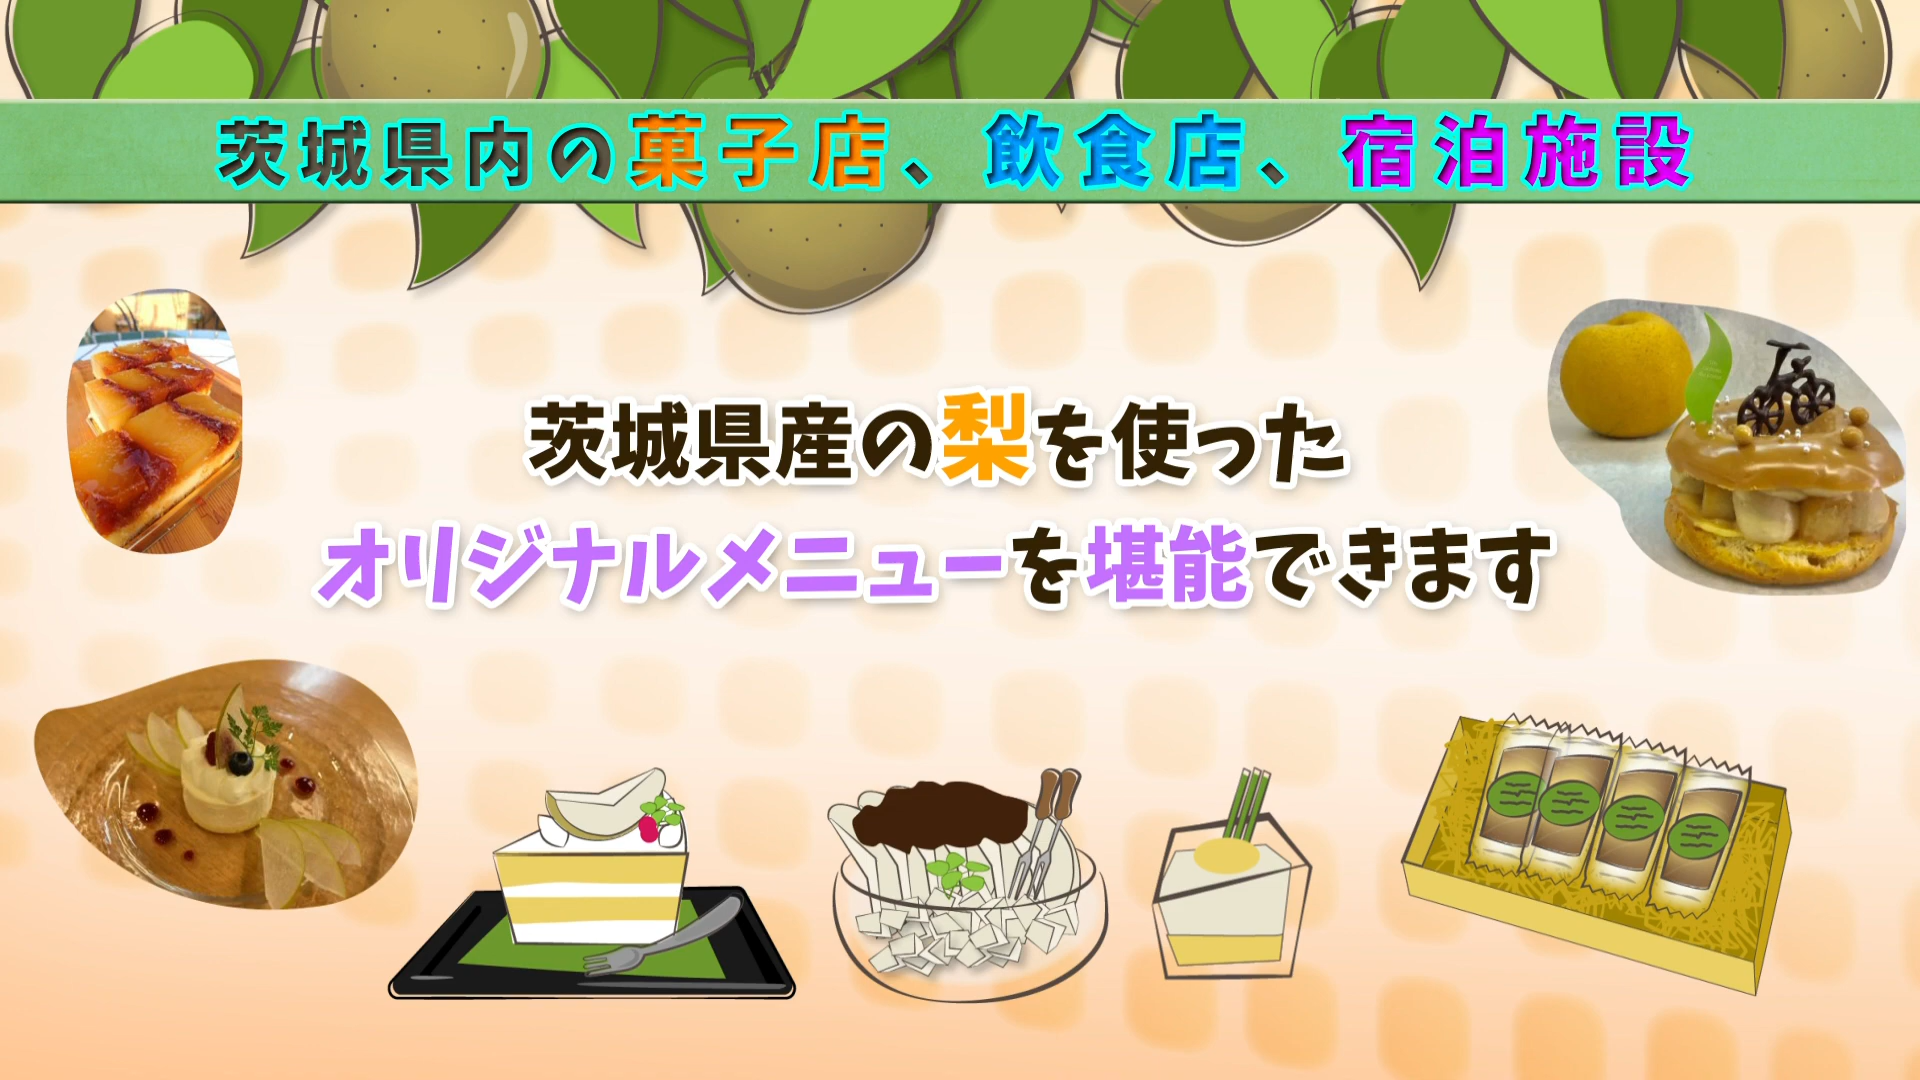 茨城県内の菓子店、飲食店、宿泊施設
茨城県産の梨を使った
オリジナルメニューを堪能できます